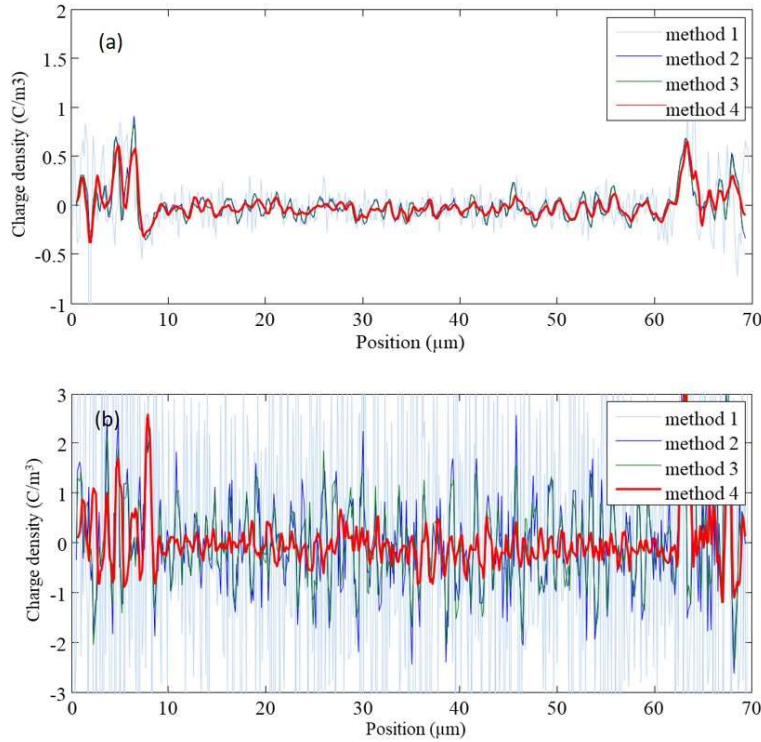 2
(a)
method 1
method 2
method 3
method 4
1.5
1
0.5
0
-0.5
-1
Charge density (C/m3)
0 10 20 30 40 50 60 70
Position (µm)
3
(b)
method 1
method 2
method 3
method 4
2
1
0
-1
-2
-3
Charge density (C/m³)
0 10 20 30 40 50 60 70
Position (µm)